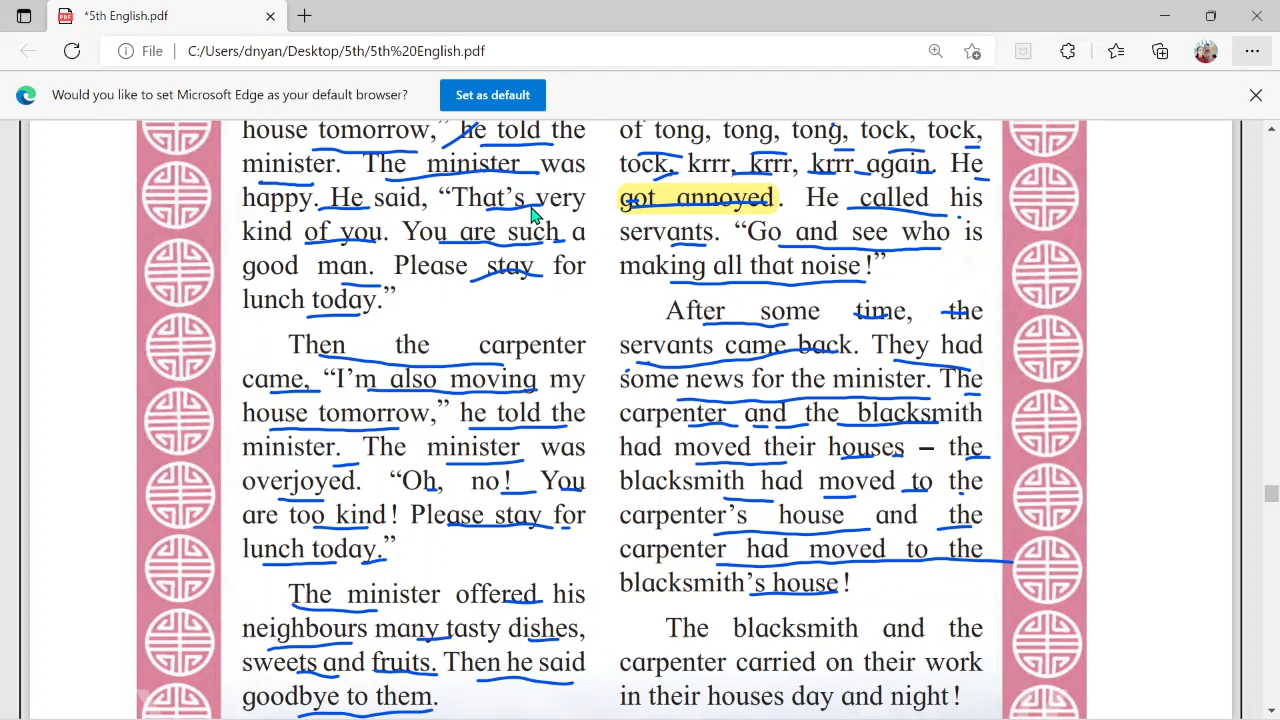 *5th English.pdf
File
C:/Users/dnyan/Desktop/5th/5th%20English.pdf
Would you like to set Microsoft Edge as your default browser?
Set as default
house tomorrow,” he told the
minister. The minister was
happy. He said, “That’s very
kind of you. You are such a
good man. Please stay for
lunch today.”
Then the carpenter
came, “I’m also moving my
house tomorrow,” he told the
minister. The minister was
overjoyed. “Oh, no! You
are too kind! Please stay for
lunch today.”
The minister offered his
neighbours many tasty dishes,
sweets and fruits. Then he said
goodbye to them.
of tong, tong, tong, tock, tock,
tock, krrr, krrr, krrr again. He
got annoyed. He called his
servants. “Go and see who is
making all that noise!”
After some time, the
servants came back. They had
some news for the minister. The
carpenter and the blacksmith
had moved their houses – the
blacksmith had moved to the
carpenter’s house and the
carpenter had moved to the
blacksmith’s house!
The blacksmith and the
carpenter carried on their work
in their houses day and night!